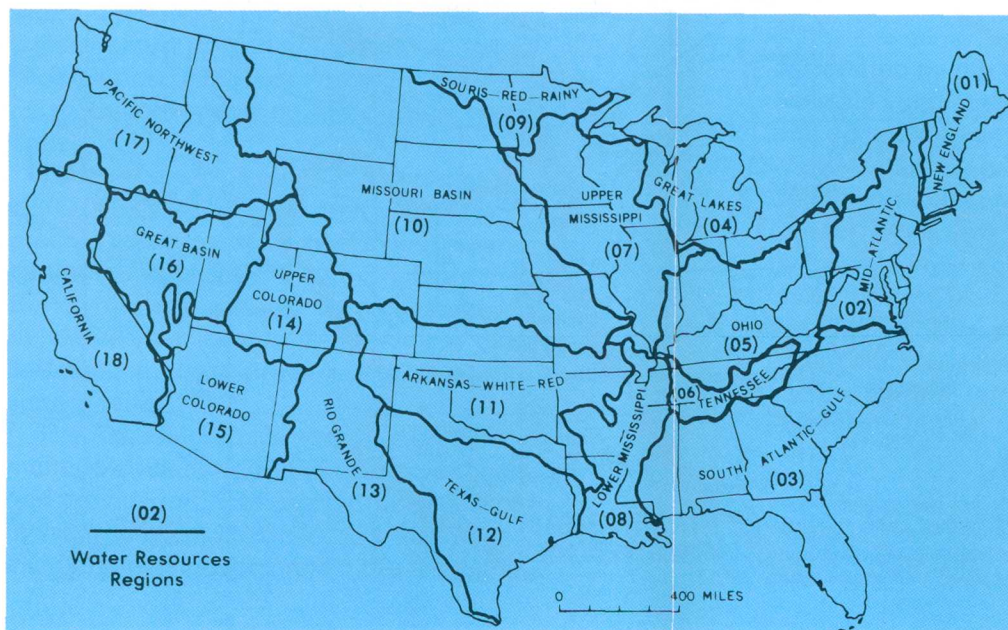 (01)
NEW ENGLAND
SOURIS—RED—RAINY
(09)
PACIFIC NORTHWEST
(17)
MISSOURI BASIN
(10)
UPPER
MISSISSIPPI
(07)
GREAT LAKES
(04)
MID-ATLANTIC
(02)
GREAT BASIN
(16)
UPPER
COLORADO
(14)
CALIFORNIA
(18)
OHIO
(05)
LOWER
COLORADO
(15)
ARKANSAS—WHITE—RED
(11)
(06)
TENNESSEE
RIO GRANDE
(13)
LOWER MISSISSIPPI
(08)
SOUTH ATLANTIC-GULF
(03)
TEXAS—GULF
(12)
(02)
Water Resources
Regions
0 400 MILES